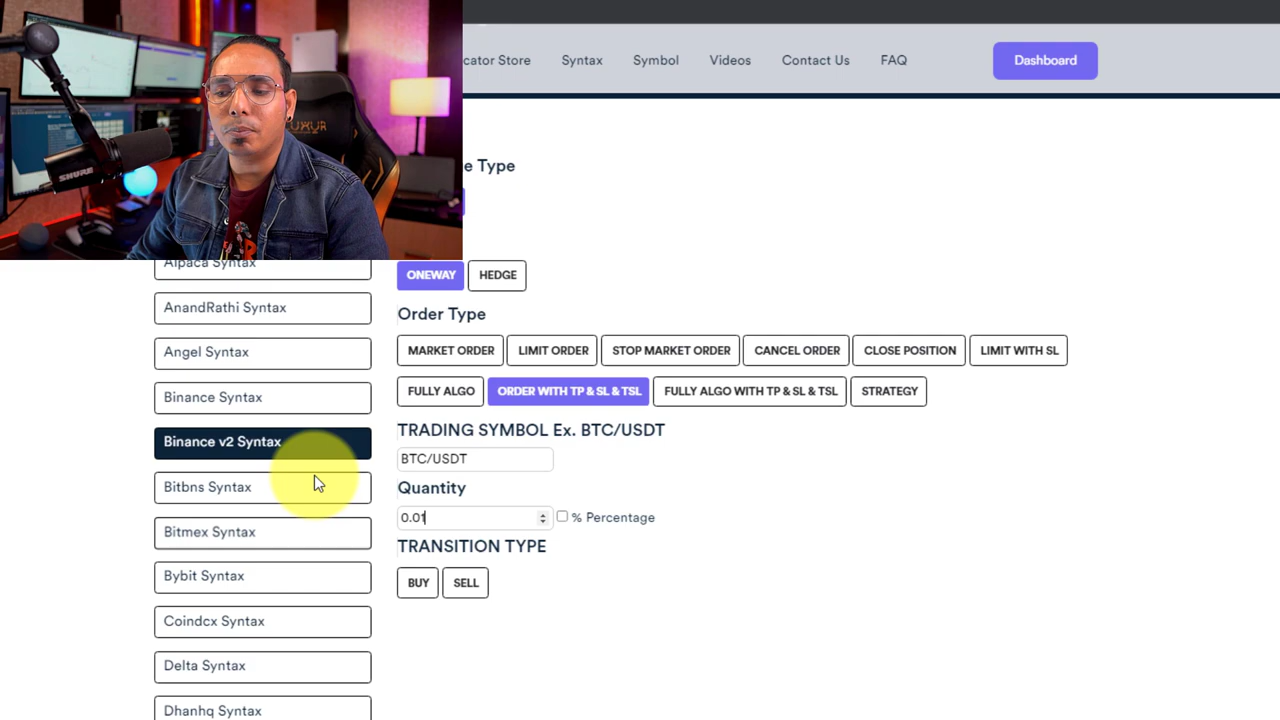 cator Store Syntax Symbol Videos Contact Us FAQ Dashboard
e Type
SHURE
Alpaca Syntax
AnandRathi Syntax
Angel Syntax
Binance Syntax
Binance v2 Syntax
Bitbns Syntax
Bitmex Syntax
Bybit Syntax
Coindcx Syntax
Delta Syntax
Dhanhq Syntax
ONEWAY HEDGE
Order Type
MARKET ORDER LIMIT ORDER STOP MARKET ORDER CANCEL ORDER CLOSE POSITION LIMIT WITH SL
FULLY ALGO ORDER WITH TP & SL & TSL FULLY ALGO WITH TP & SL & TSL STRATEGY
TRADING SYMBOL Ex. BTC/USDT
BTC/USDT
Quantity
0.01 % Percentage
TRANSITION TYPE
BUY SELL